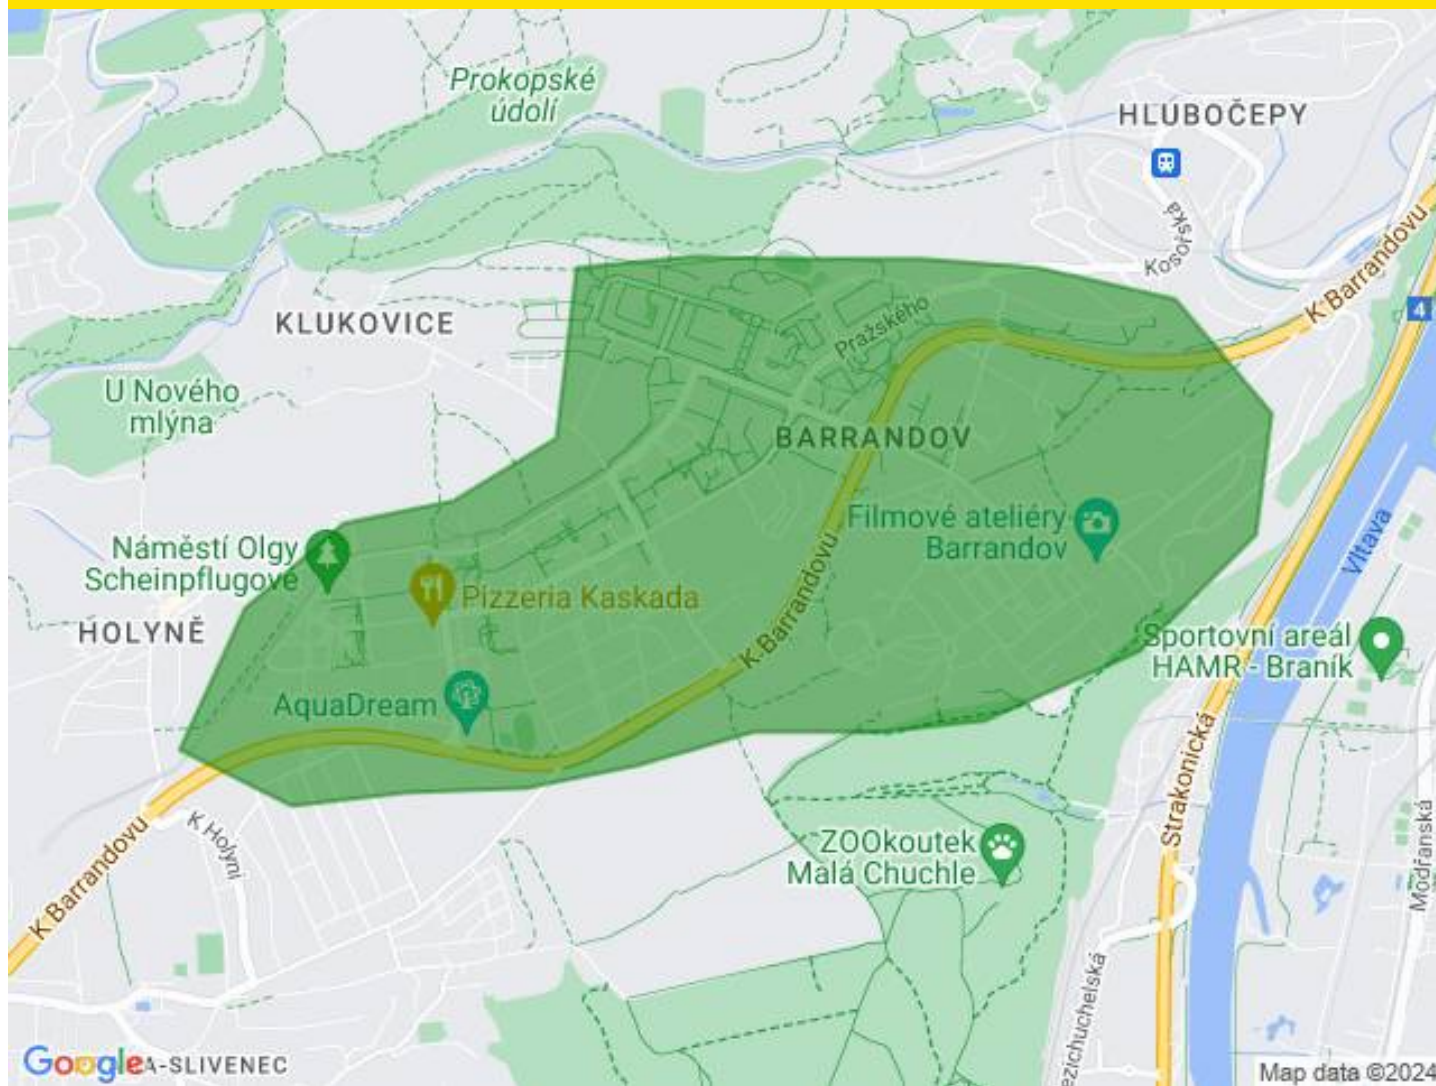 Prokopské
údolí
HLUBOČEPY
Kosořská
K Barrandovu
4
KLUKOVICE
Pražského
U Nového
mlýna
BARRANDOV
Filmové ateliéry
Barrandov
Vltava
Náměstí Olgy
Scheinpflugové
Pizzeria Kaskada
K Barrandovu
HOLYNĚ
Sportovní areál
HAMR - Braník
AquaDream
Strakonická
K Holyni
ZOOkoutek
Malá Chuchle
Modřanská
K Barrandovu
ezichuchelská
Google
A-SLIVENEC
Map data ©2024